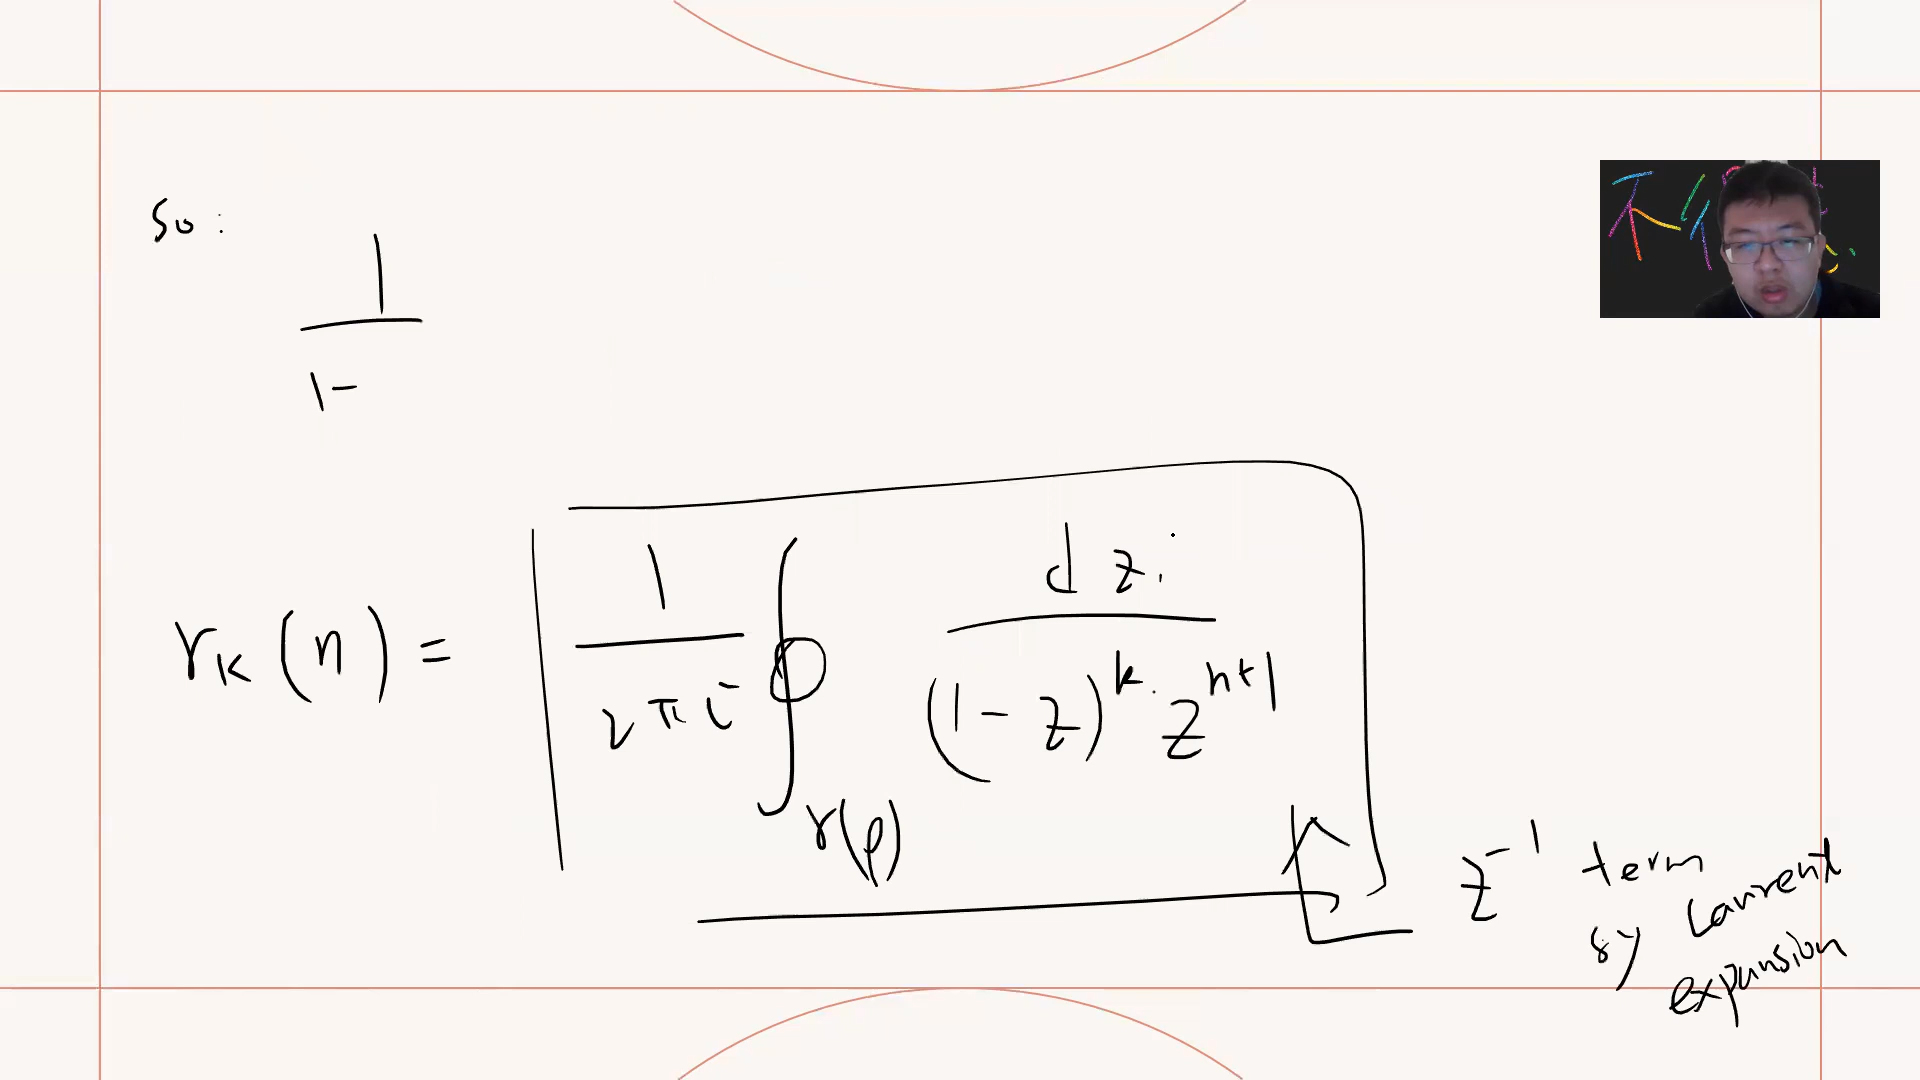 So:
1
1-
r_k(n) = 1/(2πi) ∮_{γ(ρ)} dz / ((1-z)^k z^{n+1})
z^{-1} term
by Laurent
expansion